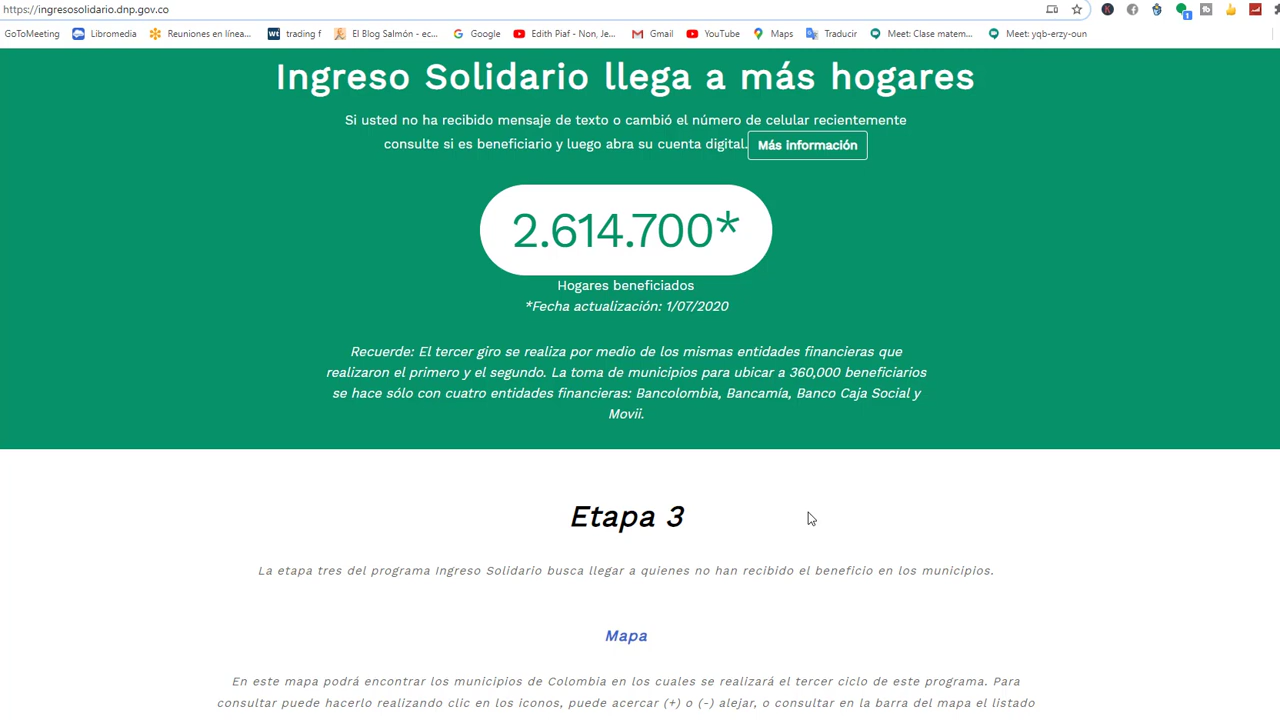 https://ingresosolidario.dnp.gov.co
GoToMeeting Libromedia Reuniones en línea... trading f El Blog Salmón - ec... Google Edith Piaf - Non, Je... Gmail YouTube Maps Traducir Meet: Clase matem... Meet: yqb-erzy-oun
Ingreso Solidario llega a más hogares
Si usted no ha recibido mensaje de texto o cambió el número de celular recientemente
consulte si es beneficiario y luego abra su cuenta digital. Más información
2.614.700*
Hogares beneficiados
*Fecha actualización: 1/07/2020
Recuerde: El tercer giro se realiza por medio de los mismas entidades financieras que
realizaron el primero y el segundo. La toma de municipios para ubicar a 360,000 beneficiarios
se hace sólo con cuatro entidades financieras: Bancolombia, Bancamía, Banco Caja Social y
Movii.
Etapa 3
La etapa tres del programa Ingreso Solidario busca llegar a quienes no han recibido el beneficio en los municipios.
Mapa
En este mapa podrá encontrar los municipios de Colombia en los cuales se realizará el tercer ciclo de este programa. Para
consultar puede hacerlo realizando clic en los iconos, puede acercar (+) o (-) alejar, o consultar en la barra del mapa el listado